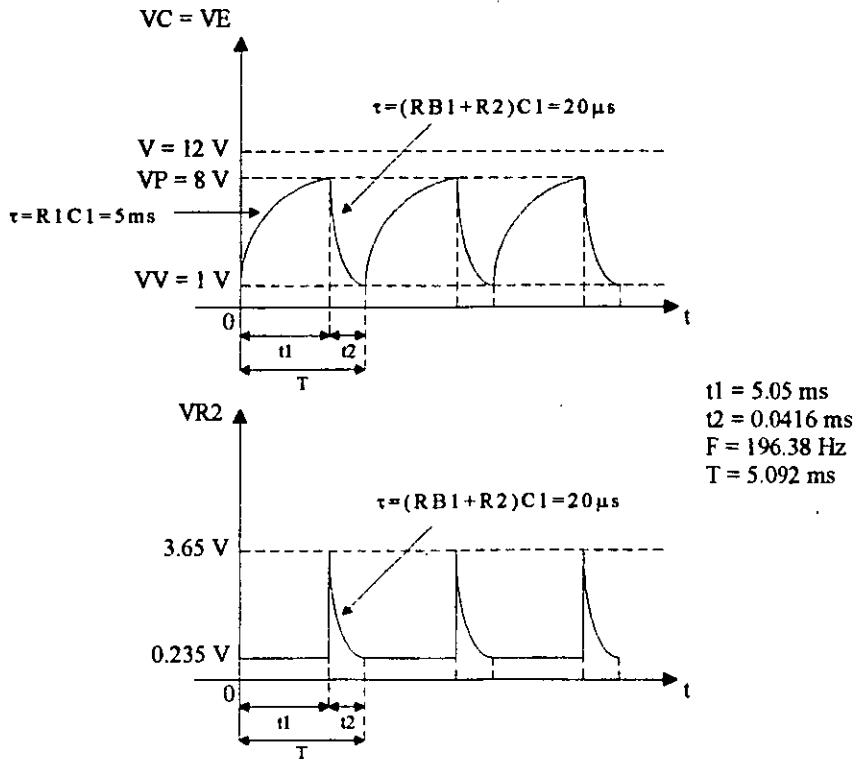 VC = VE
τ=(RB1+R2)C1=20μs
V = 12 V
VP = 8 V
τ=R1C1=5ms
VV = 1 V
0
t
t1
t2
T
t1 = 5.05 ms
t2 = 0.0416 ms
F = 196.38 Hz
T = 5.092 ms
VR2
τ=(RB1+R2)C1=20μs
3.65 V
0.235 V
0
t
t1
t2
T